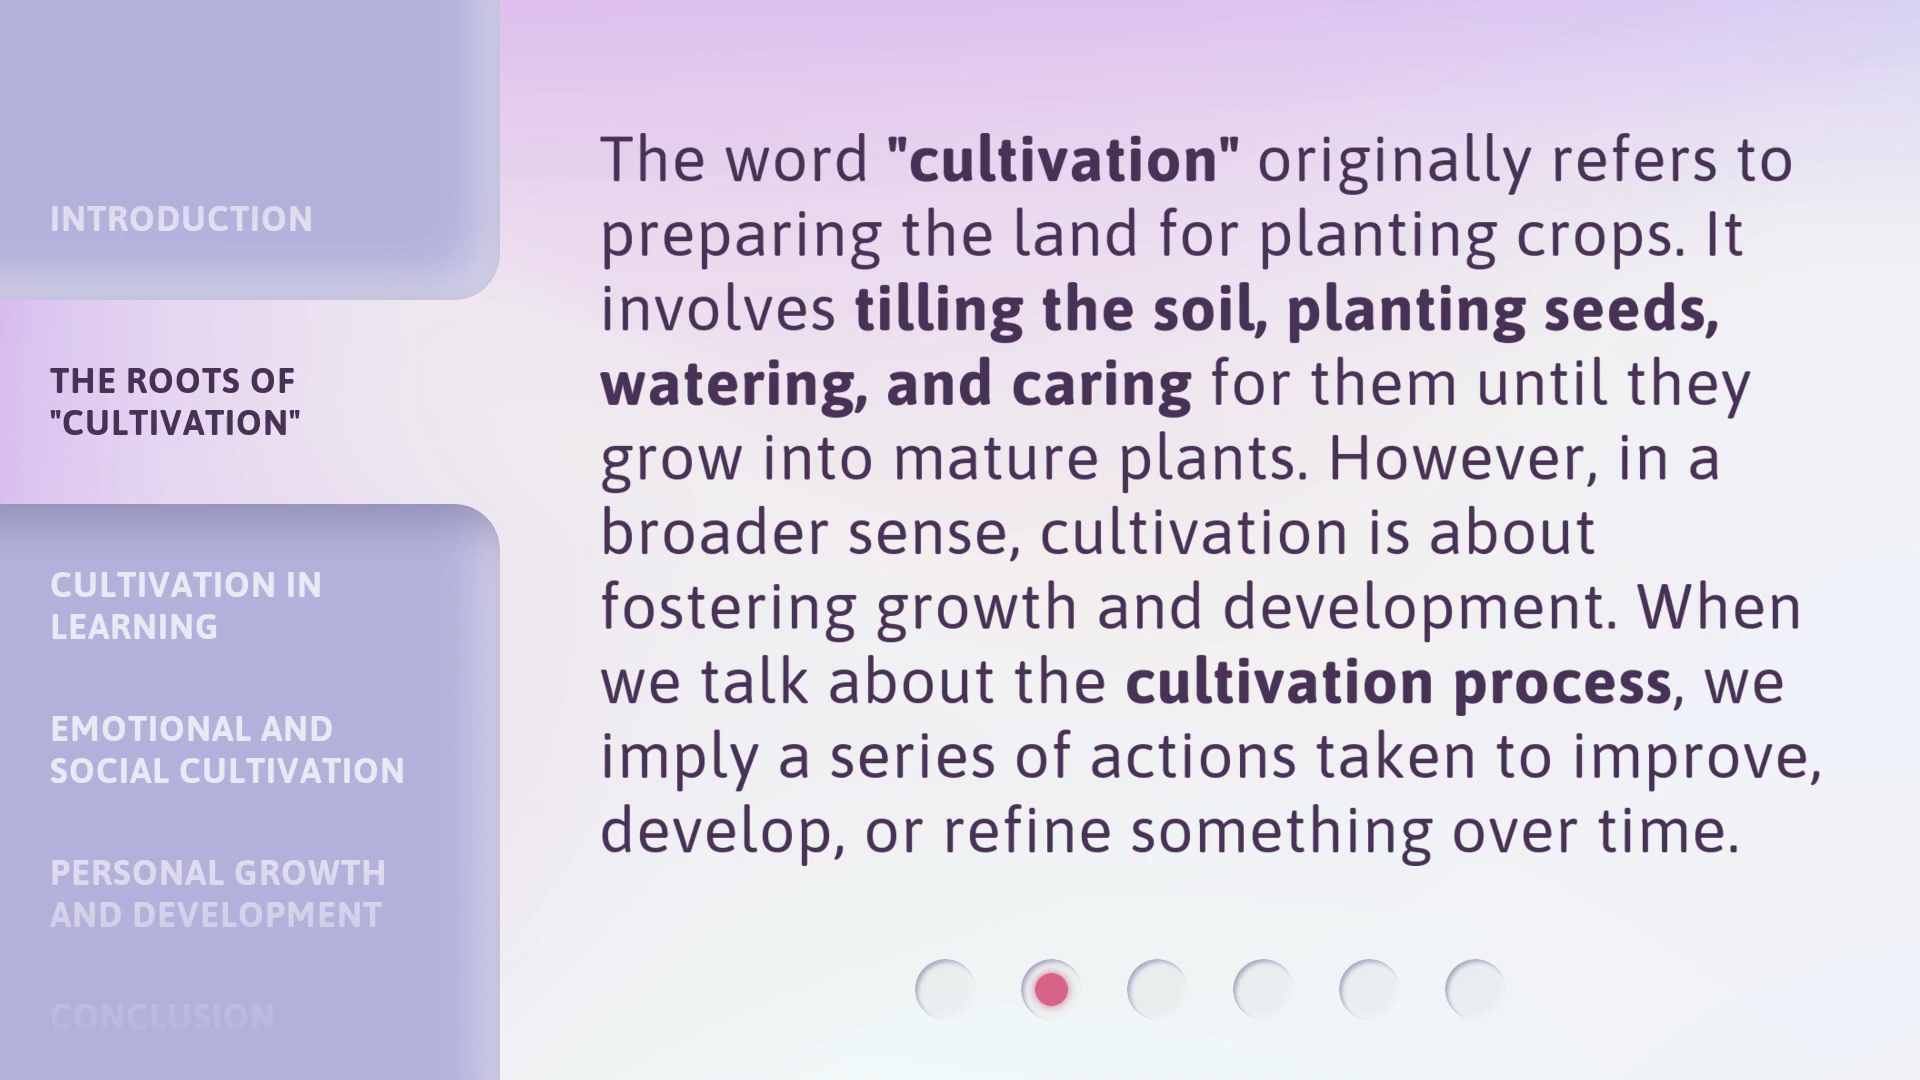 INTRODUCTION
THE ROOTS OF
"CULTIVATION"
CULTIVATION IN
LEARNING
EMOTIONAL AND
SOCIAL CULTIVATION
PERSONAL GROWTH
AND DEVELOPMENT
CONCLUSION
The word "cultivation" originally refers to
preparing the land for planting crops. It
involves tilling the soil, planting seeds,
watering, and caring for them until they
grow into mature plants. However, in a
broader sense, cultivation is about
fostering growth and development. When
we talk about the cultivation process, we
imply a series of actions taken to improve,
develop, or refine something over time.